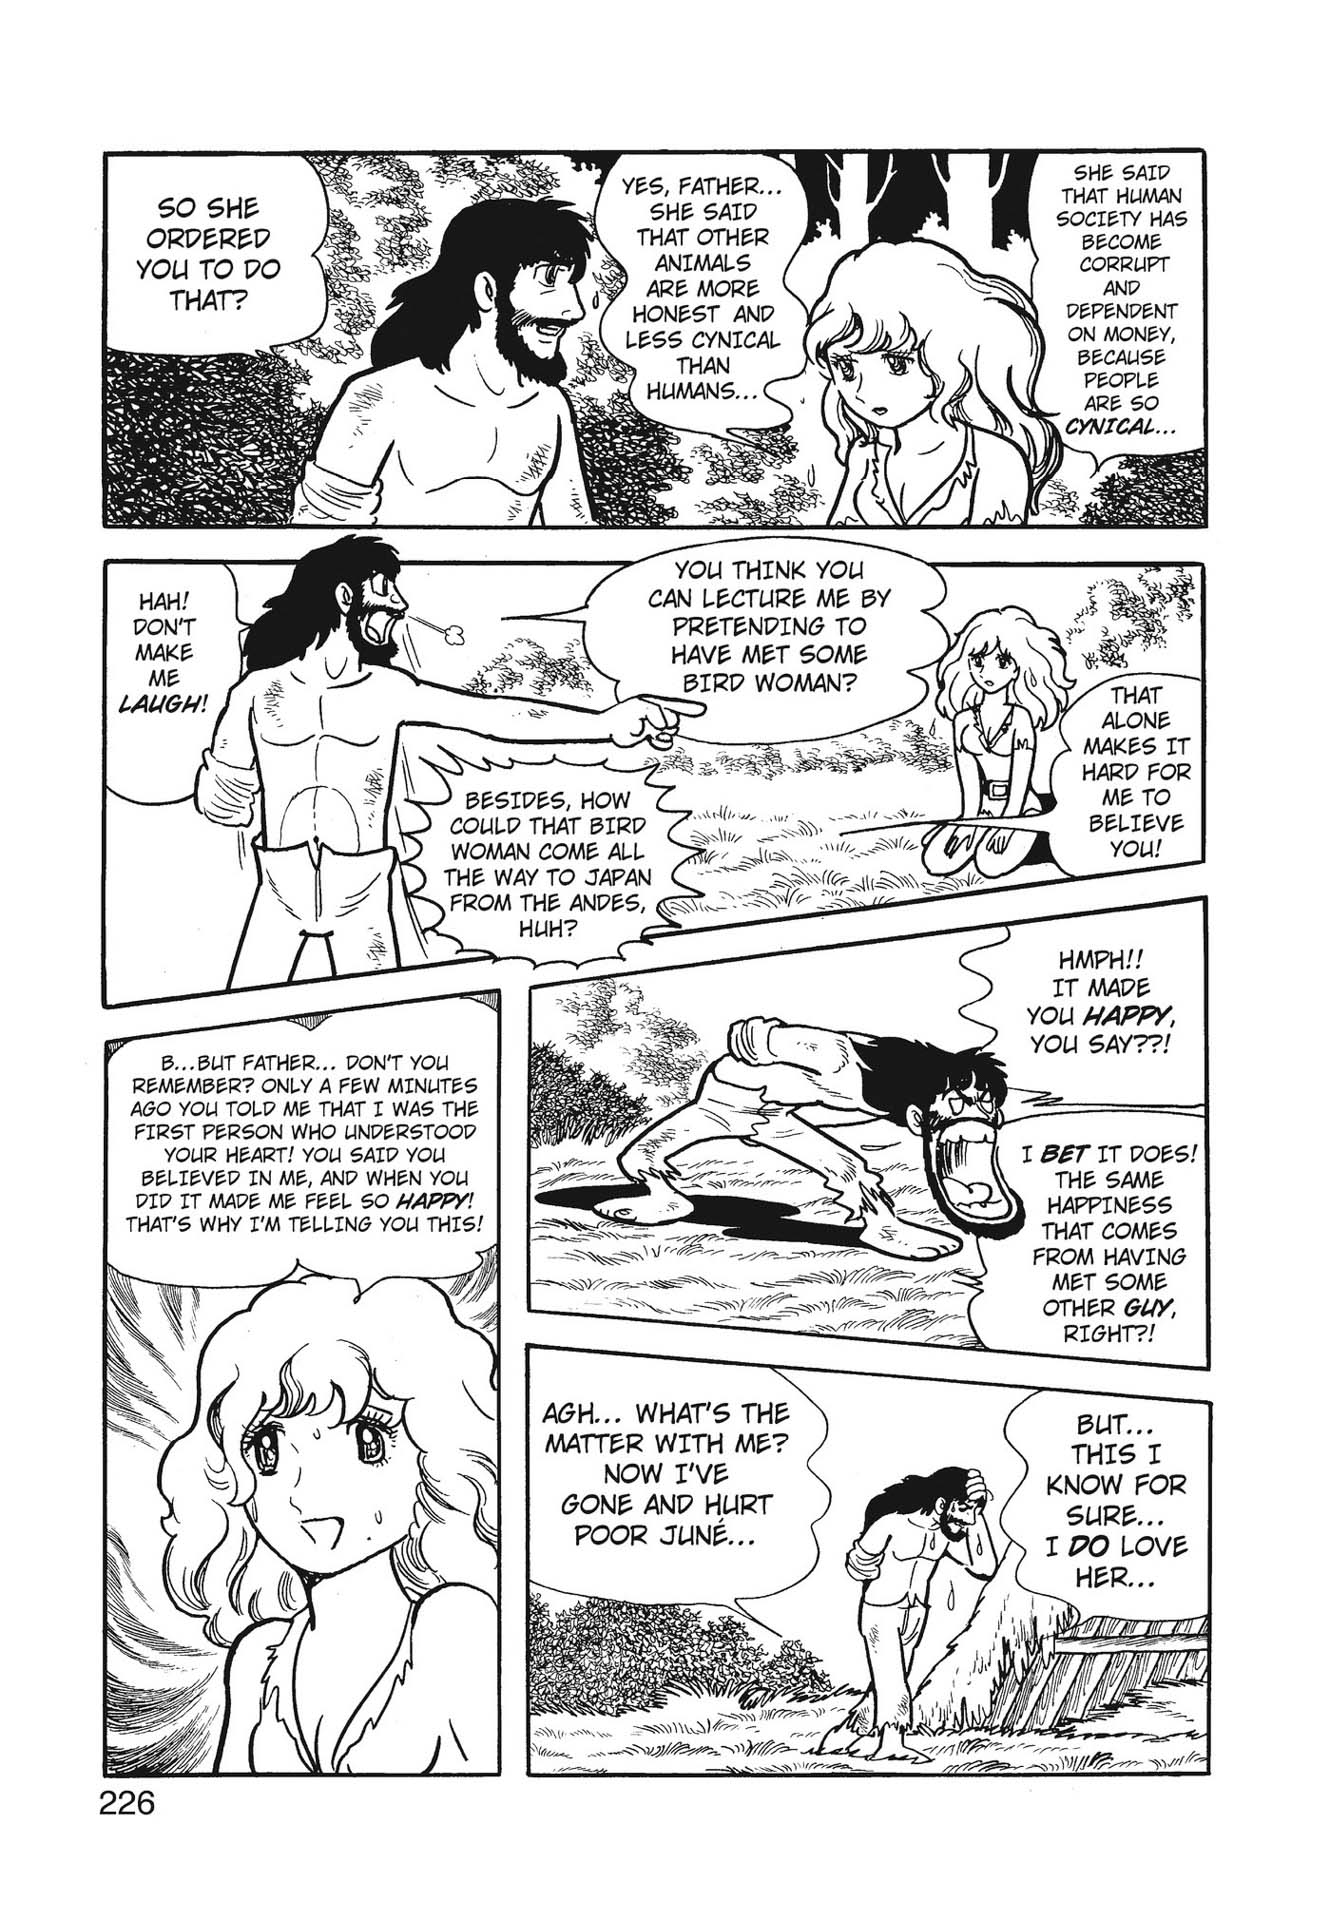 SO SHE
ORDERED
YOU TO DO
THAT?
YES, FATHER...
SHE SAID
THAT OTHER
ANIMALS
ARE MORE
HONEST AND
LESS CYNICAL
THAN
HUMANS...
SHE SAID
THAT HUMAN
SOCIETY HAS
BECOME
CORRUPT
AND
DEPENDENT
ON MONEY,
BECAUSE
PEOPLE
ARE SO
CYNICAL...
HAH!
DON'T
MAKE
ME
LAUGH!
YOU THINK YOU
CAN LECTURE ME BY
PRETENDING TO
HAVE MET SOME
BIRD WOMAN?
BESIDES, HOW
COULD THAT BIRD
WOMAN COME ALL
THE WAY TO JAPAN
FROM THE ANDES,
HUH?
THAT
ALONE
MAKES IT
HARD FOR
ME TO
BELIEVE
YOU!
B...BUT FATHER... DON'T YOU
REMEMBER? ONLY A FEW MINUTES
AGO YOU TOLD ME THAT I WAS THE
FIRST PERSON WHO UNDERSTOOD
YOUR HEART! YOU SAID YOU
BELIEVED IN ME, AND WHEN YOU
DID IT MADE ME FEEL SO HAPPY!
THAT'S WHY I'M TELLING YOU THIS!
HMPH!!
IT MADE
YOU HAPPY,
YOU SAY??!
I BET IT DOES!
THE SAME
HAPPINESS
THAT COMES
FROM HAVING
MET SOME
OTHER GUY,
RIGHT?!
AGH... WHAT'S THE
MATTER WITH ME?
NOW I'VE
GONE AND HURT
POOR JUNÉ...
BUT...
THIS I
KNOW FOR
SURE...
I DO LOVE
HER...
226